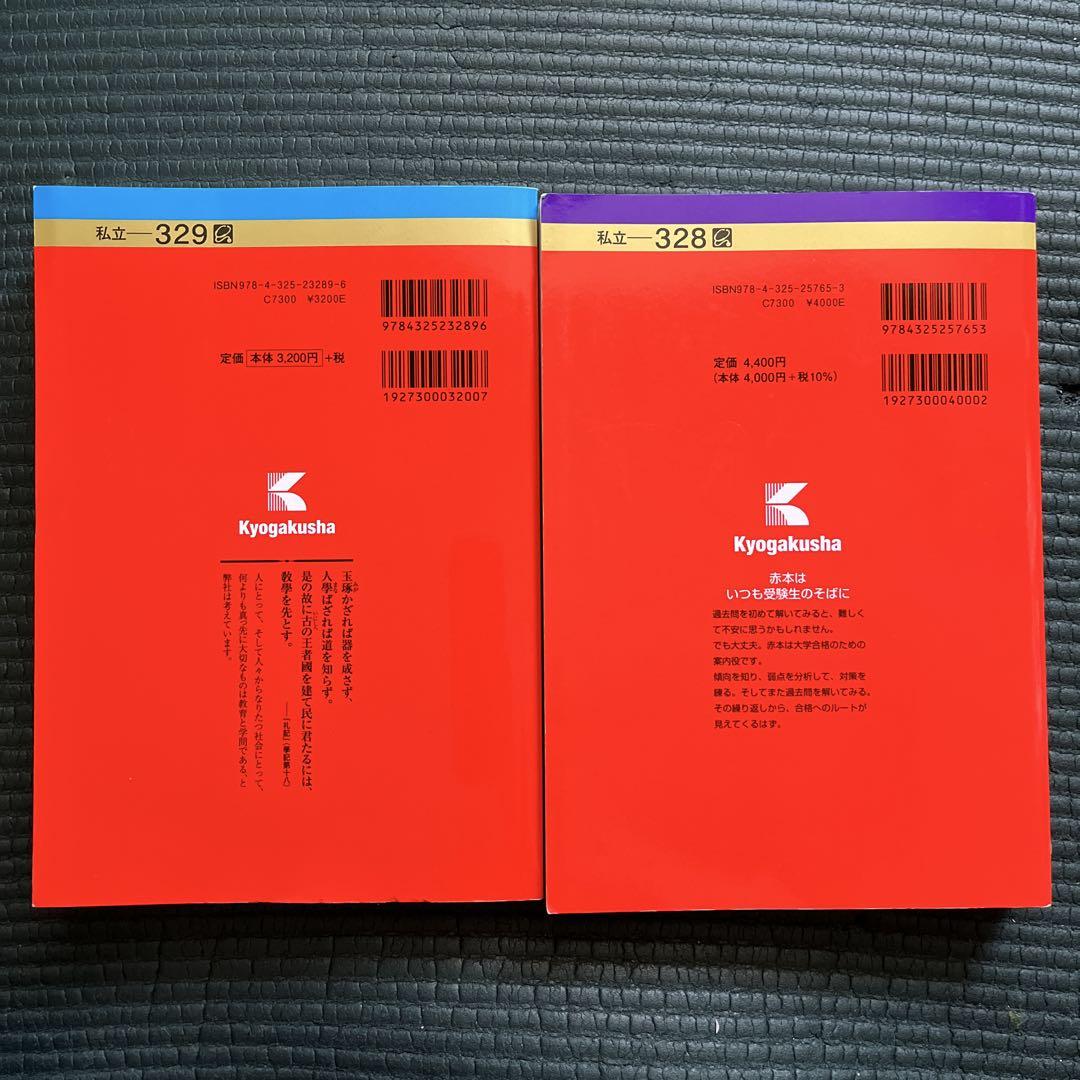 私立―329
ISBN978-4-325-23289-6
C7300 ¥3200E
9784325232896
定価 本体 3,200円 +税
1927300032007
Kyogakusha
玉琢かざれば器を成さず、
人學ばざれば道を知らず。
是の故に古の王者國を建て民に君たるには、
敎學を先とす。
――『礼記』(學記第十八)
人にとって、そして人々からなりたつ社会にとって、
何よりも真っ先に大切なものは教育と学問である、と
弊社は考えています。
私立―328
ISBN978-4-325-25765-3
C7300 ¥4000E
9784325257653
定価 4,400円
(本体 4,000円+税10%)
1927300040002
Kyogakusha
赤本は
いつも受験生のそばに
過去問を初めて解いてみると、難しく
て不安に思うかもしれません。
でも大丈夫。赤本は大学合格のための
案内役です。
傾向を知り、弱点を分析して、対策を
練る。そしてまた過去問を解いてみる。
その繰り返しから、合格へのルートが
見えてくるはず。